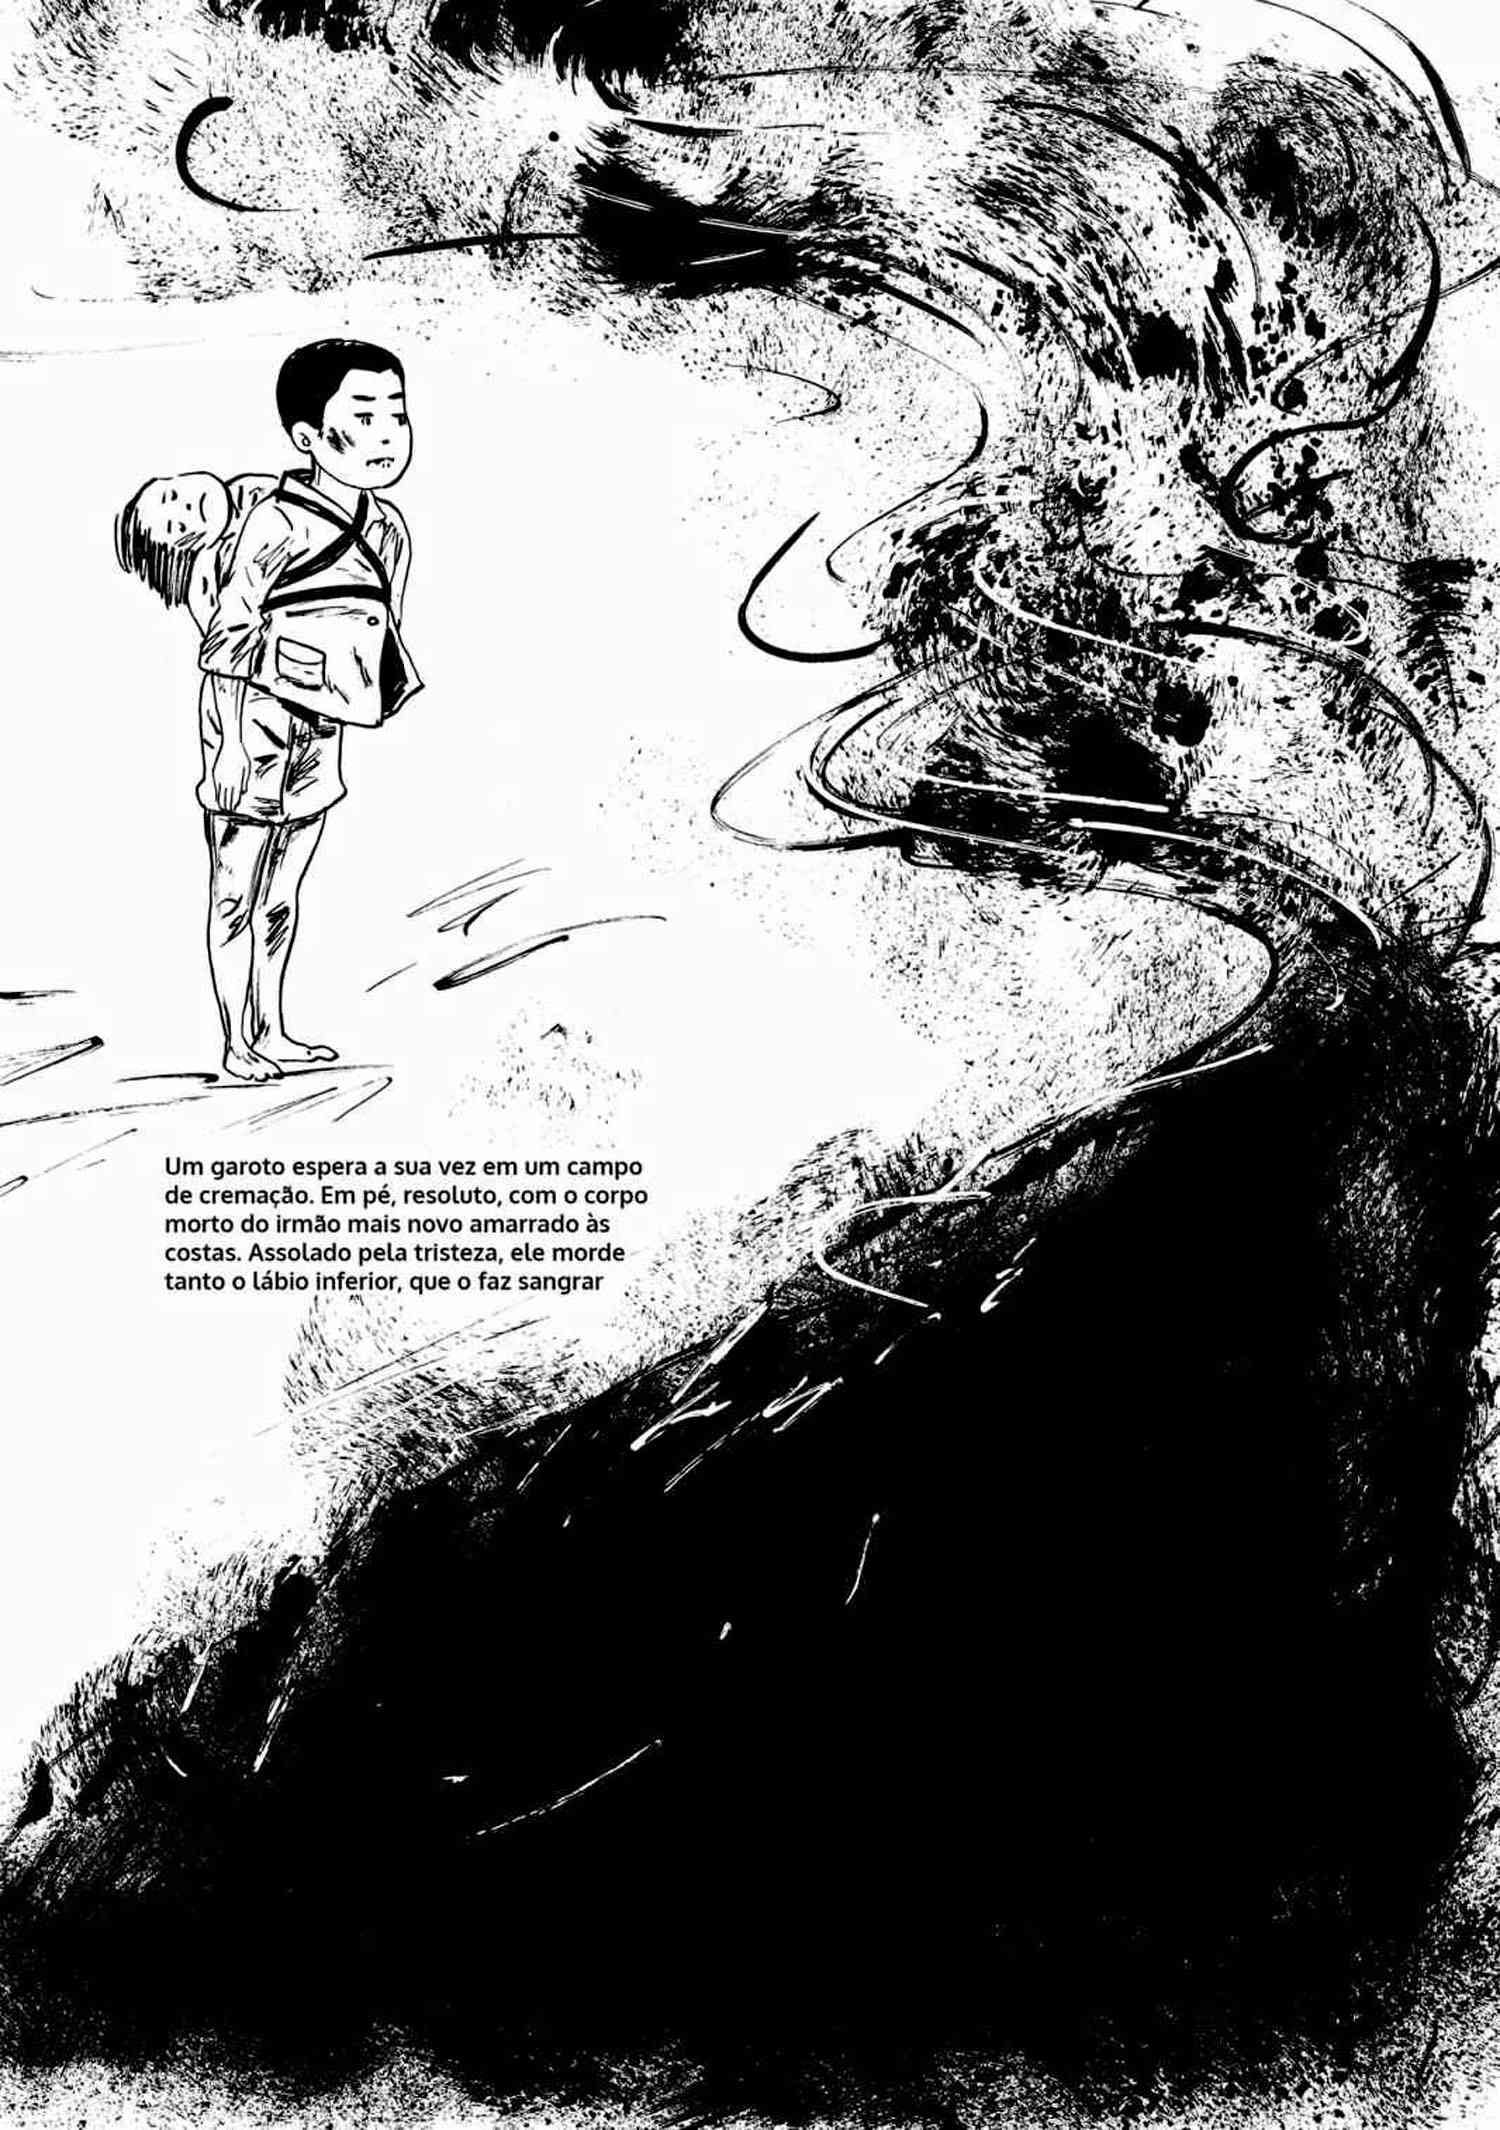 Um garoto espera a sua vez em um campo
de cremação. Em pé, resoluto, com o corpo
morto do irmão mais novo amarrado às
costas. Assolado pela tristeza, ele morde
tanto o lábio inferior, que o faz sangrar